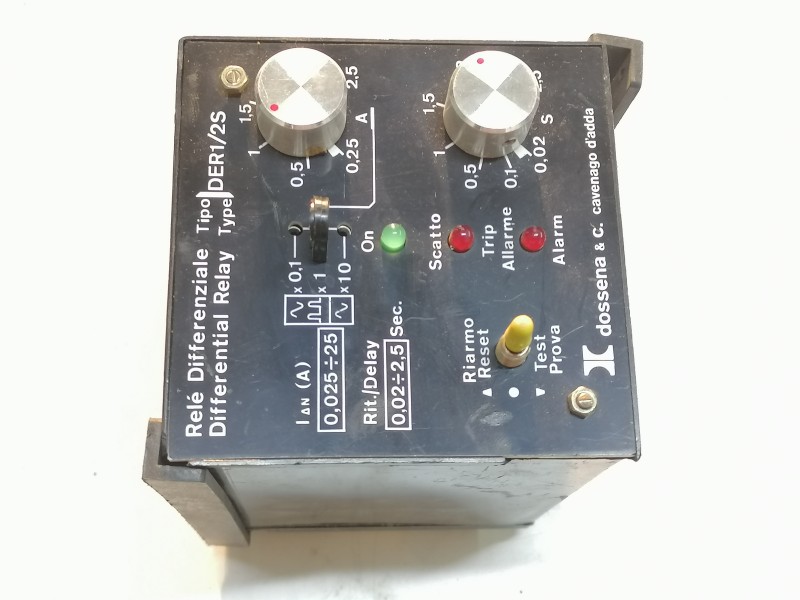 Relé Differenziale Tipo DER1/2S
Differential Relay Type
I ΔN (A)
0,025÷25
x 0,1
x 1
x 10
1,5
1
0,5
0,25
2,5
A
Rit./Delay
0,02÷2,5 Sec.
On
Scatto
Trip
Allarme
Alarm
1,5
1
0,5
0,1
0,02
S
▲ Riarmo
Reset
●
▼ Test
Prova
dossena & c. cavenago d'adda